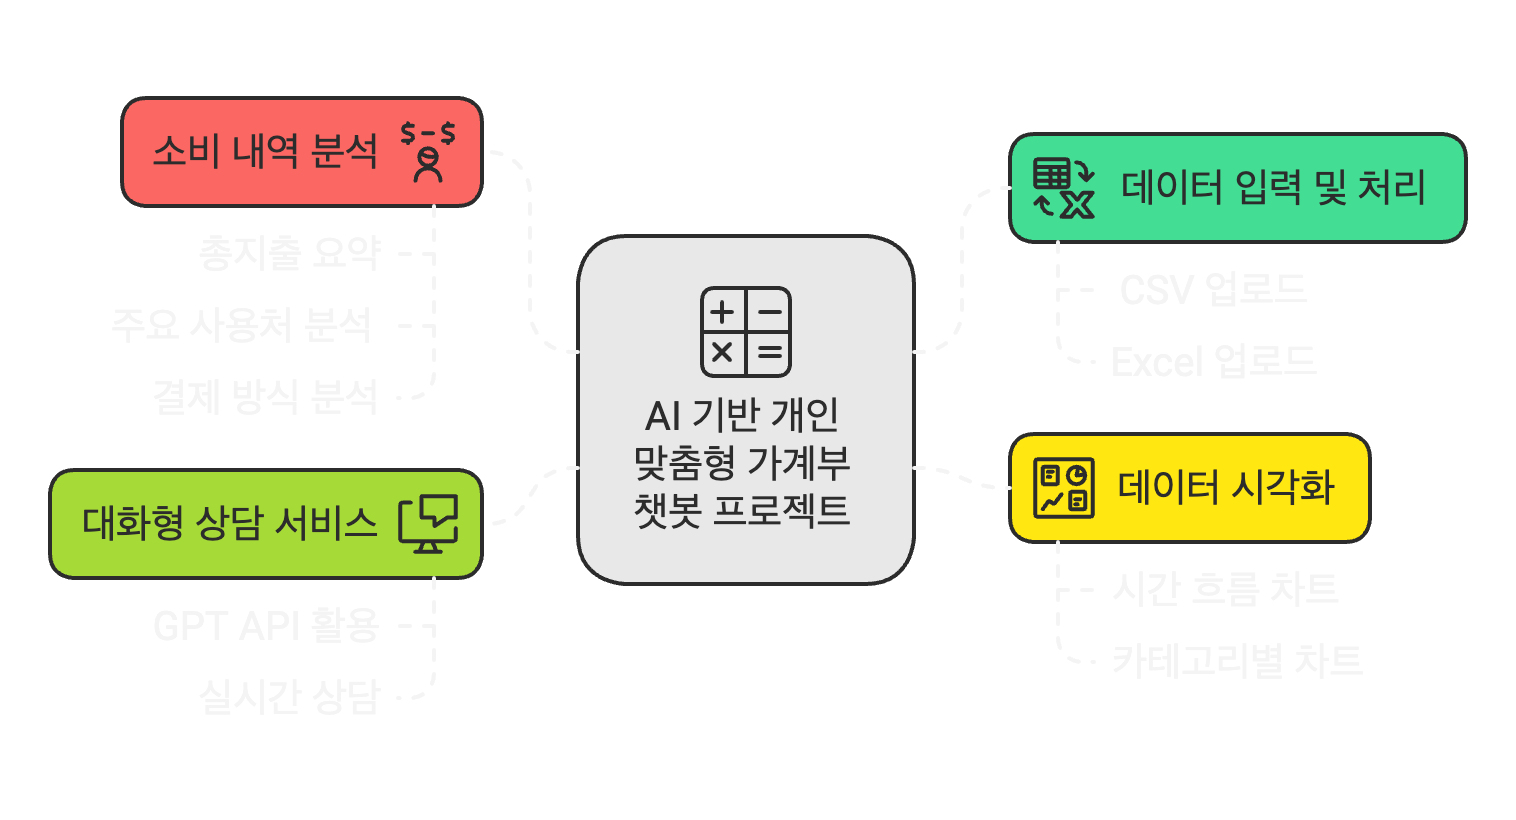 소비 내역 분석
총지출 요약
주요 사용처 분석
결제 방식 분석
대화형 상담 서비스
GPT API 활용
실시간 상담
AI 기반 개인
맞춤형 가계부
챗봇 프로젝트
데이터 입력 및 처리
CSV 업로드
Excel 업로드
데이터 시각화
시간 흐름 차트
카테고리별 차트